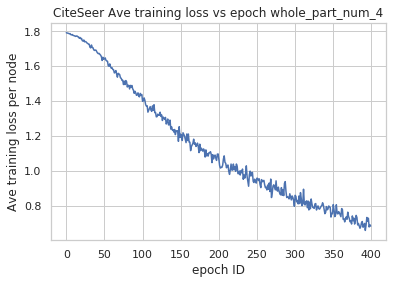 CiteSeer Ave training loss vs epoch whole_part_num_4
Ave training loss per node
1.8
1.6
1.4
1.2
1.0
0.8
0 50 100 150 200 250 300 350 400
epoch ID